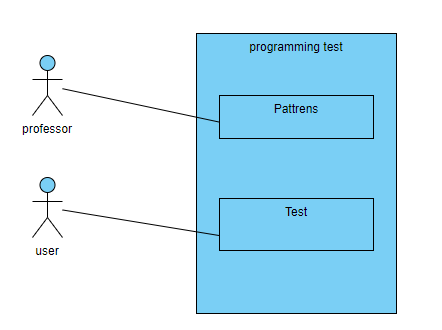 programming test
Pattrens
professor
Test
user